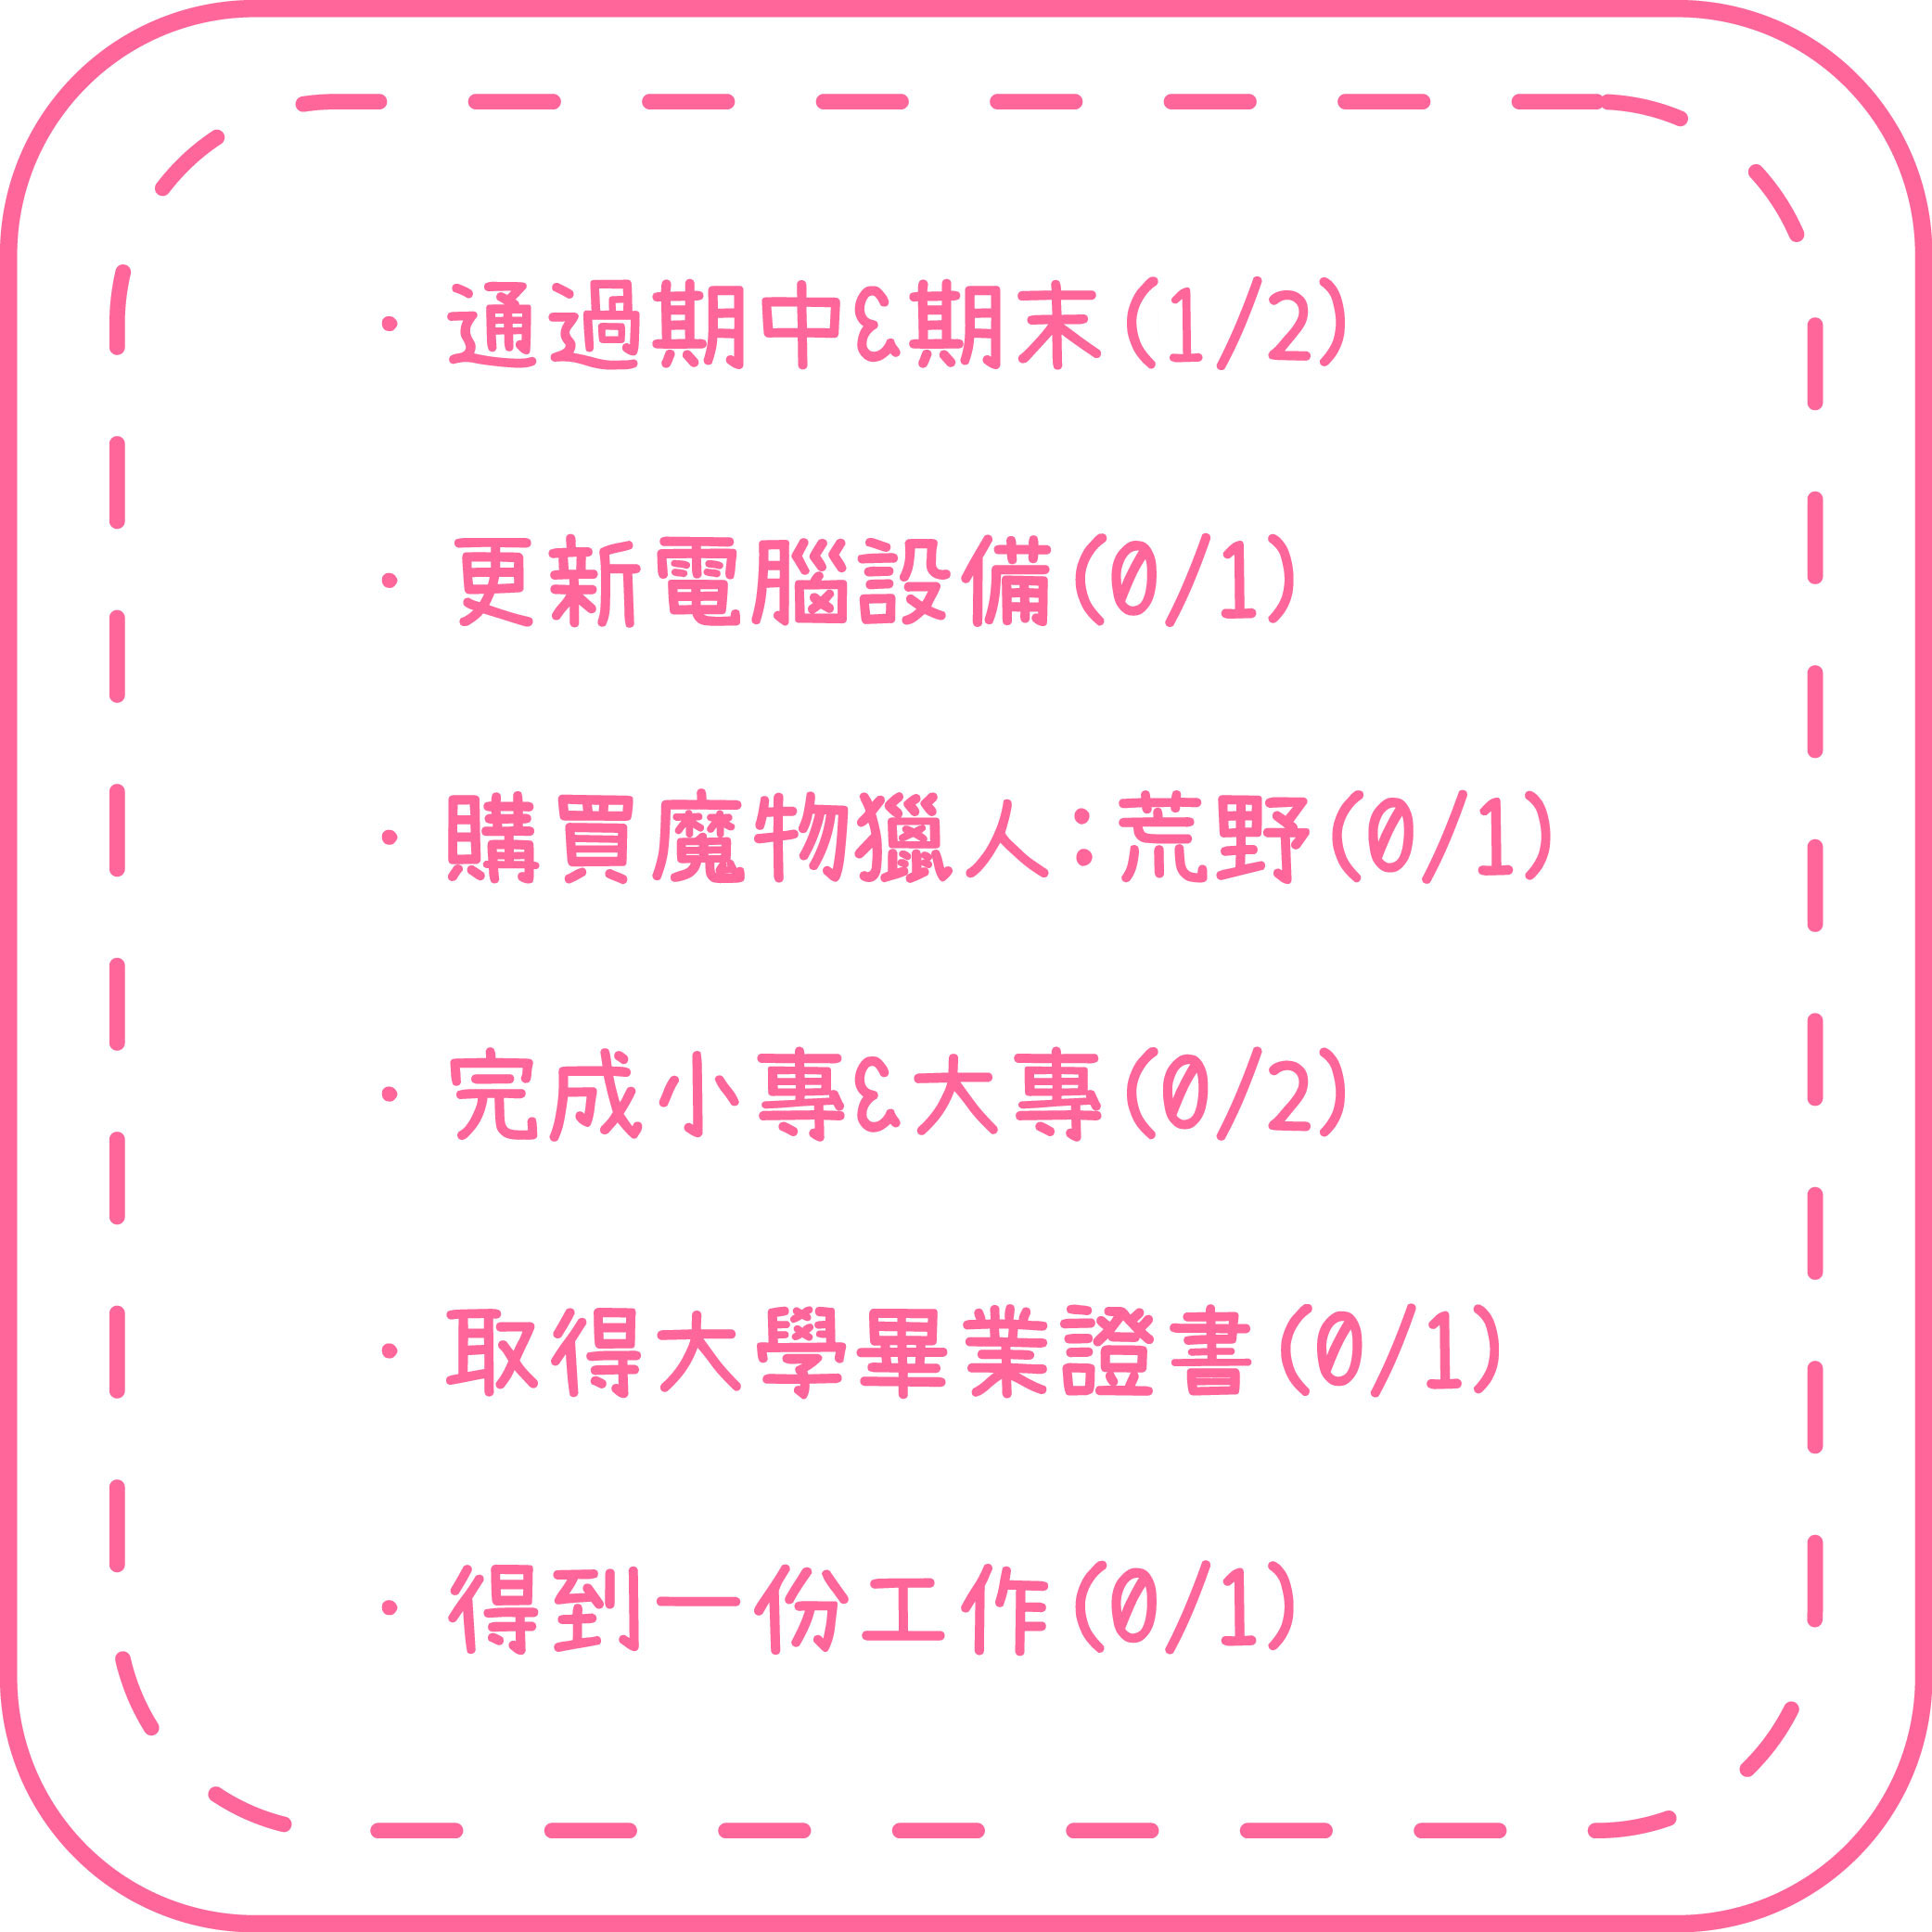 ·通過期中&期末(1/2)
·更新電腦設備(0/1)
·購買魔物獵人:荒野(0/1)
·完成小專&大專(0/2)
·取得大學畢業證書(0/1)
·得到一份工作(0/1)